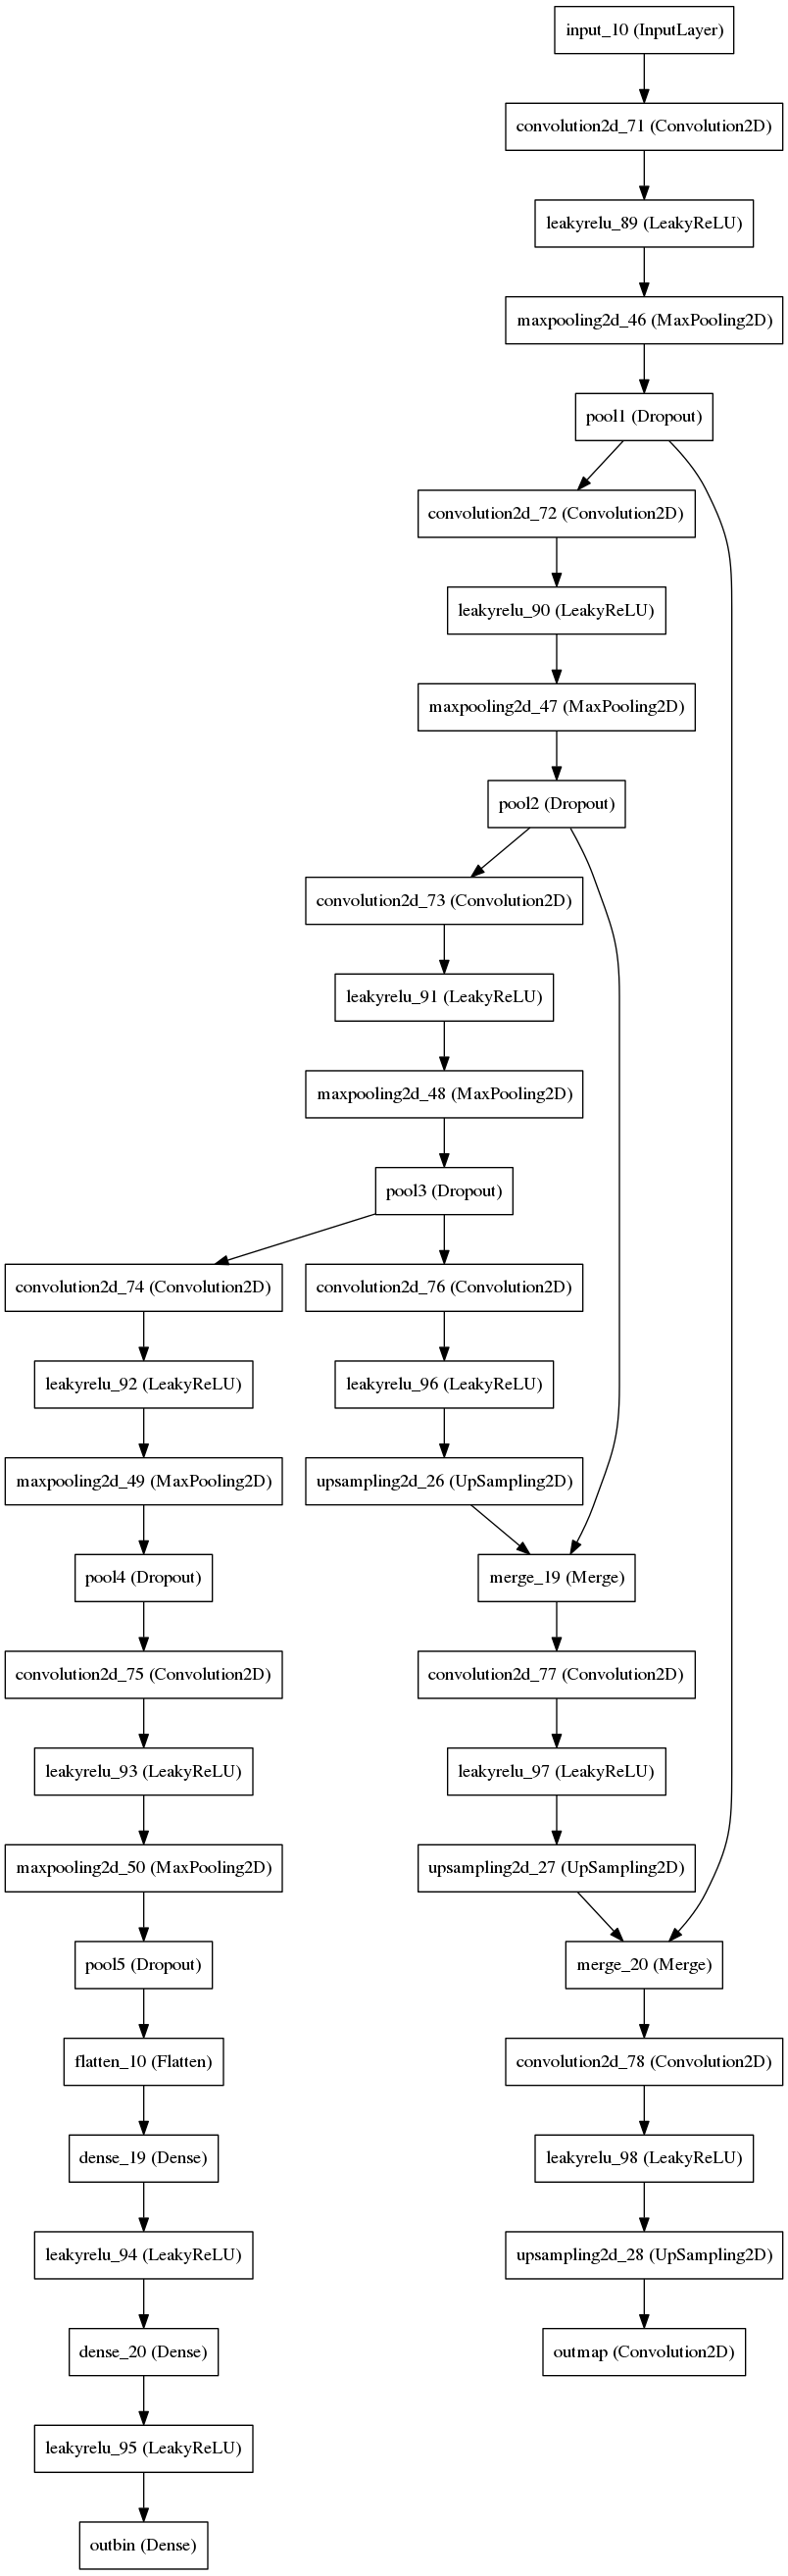 input_10 (InputLayer)
convolution2d_71 (Convolution2D)
leakyrelu_89 (LeakyReLU)
maxpooling2d_46 (MaxPooling2D)
pool1 (Dropout)
convolution2d_72 (Convolution2D)
leakyrelu_90 (LeakyReLU)
maxpooling2d_47 (MaxPooling2D)
pool2 (Dropout)
convolution2d_73 (Convolution2D)
leakyrelu_91 (LeakyReLU)
maxpooling2d_48 (MaxPooling2D)
pool3 (Dropout)
convolution2d_74 (Convolution2D)
convolution2d_76 (Convolution2D)
leakyrelu_92 (LeakyReLU)
leakyrelu_96 (LeakyReLU)
maxpooling2d_49 (MaxPooling2D)
upsampling2d_26 (UpSampling2D)
pool4 (Dropout)
merge_19 (Merge)
convolution2d_75 (Convolution2D)
convolution2d_77 (Convolution2D)
leakyrelu_93 (LeakyReLU)
leakyrelu_97 (LeakyReLU)
maxpooling2d_50 (MaxPooling2D)
upsampling2d_27 (UpSampling2D)
pool5 (Dropout)
merge_20 (Merge)
flatten_10 (Flatten)
convolution2d_78 (Convolution2D)
dense_19 (Dense)
leakyrelu_98 (LeakyReLU)
leakyrelu_94 (LeakyReLU)
upsampling2d_28 (UpSampling2D)
dense_20 (Dense)
outmap (Convolution2D)
leakyrelu_95 (LeakyReLU)
outbin (Dense)